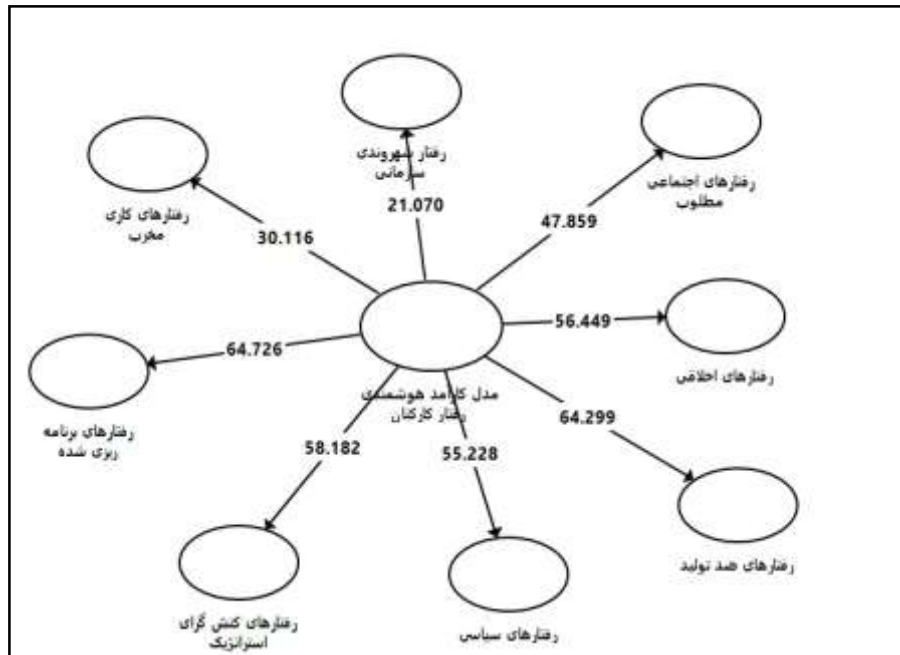 رفتار شهروندی
سازمانی
21.070
رفتارهای اجتماعی
مطلوب
47.859
رفتارهای کاری
مخرب
30.116
56.449
رفتارهای اخلاقی
64.726
رفتارهای برنامه
ریزی شده
مدل کارآمد هوشمندی
رفتار کارکنان
64.299
رفتارهای ضد تولید
58.182
55.228
رفتارهای کنش گرای
استراتژیک
رفتارهای سیاسی